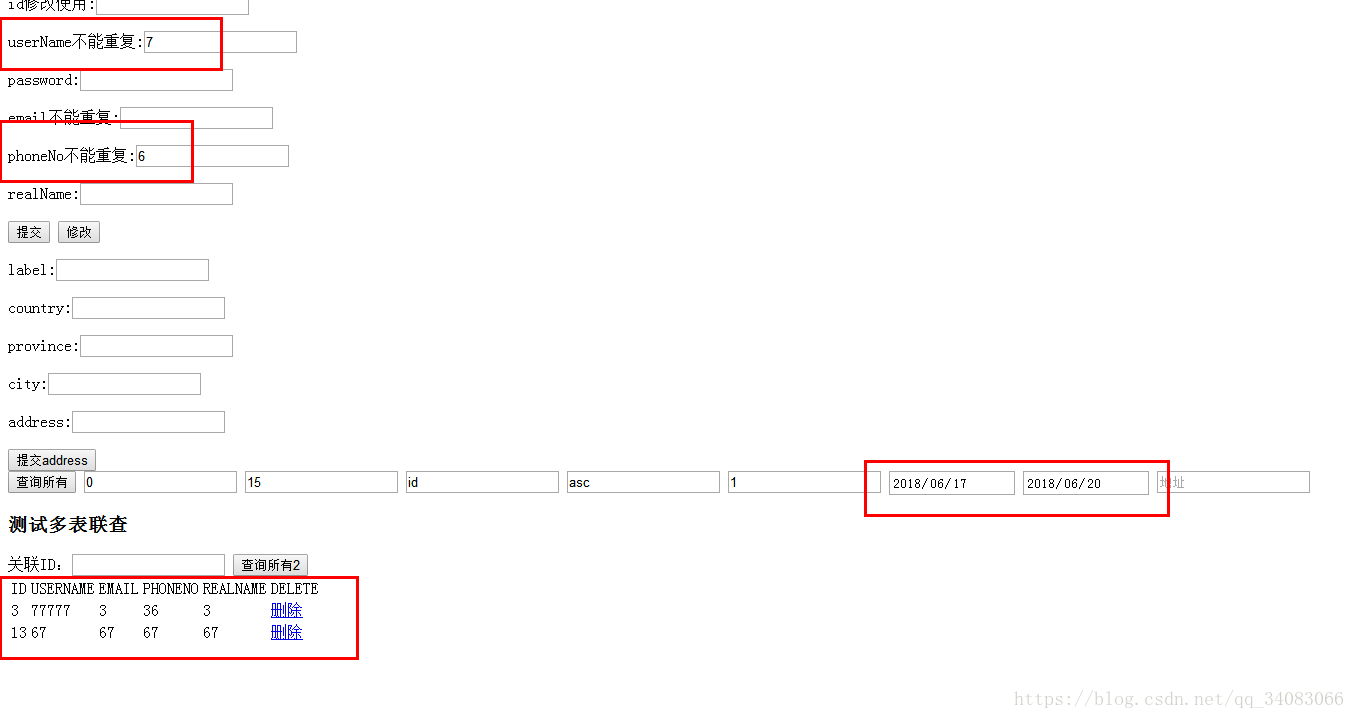 id修改使用:
userName不能重复:7
password:
email不能重复:
phoneNo不能重复:6
realName:
提交 修改
label:
country:
province:
city:
address:
提交address
查询所有 0 15 id asc 1 2018/06/17 2018/06/20 地址
测试多表联查
关联ID: 查询所有2
ID USERNAME EMAIL PHONENO REALNAME DELETE
3 77777 3 36 3 删除
13 67 67 67 67 删除
https://blog.csdn.net/qq_34083066